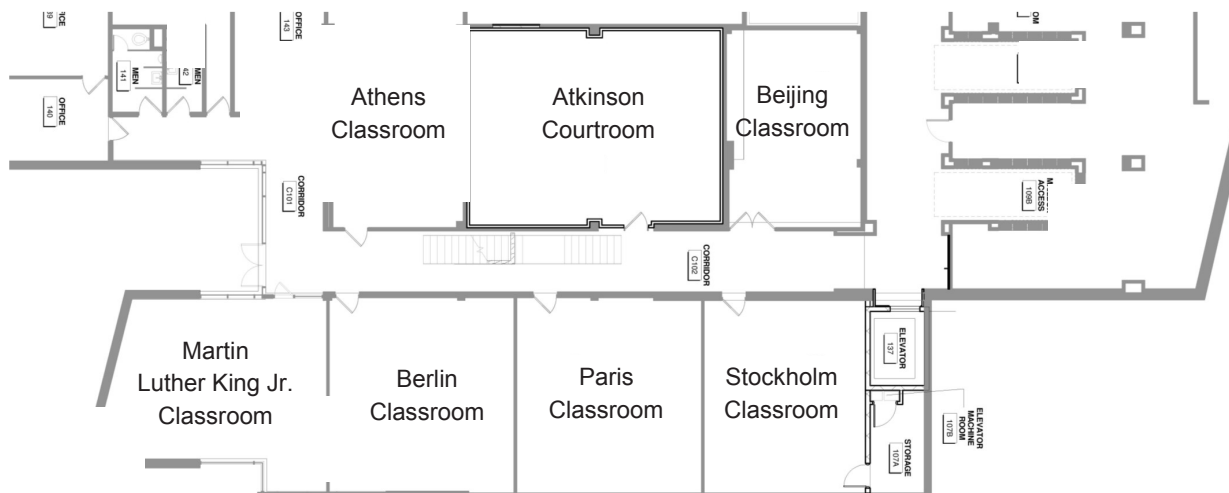 OFFICE
143
OFFICE
140
MEN
141
42
MEN
Athens
Classroom
Atkinson
Courtroom
Beijing
Classroom
OM
ACCESS
109B
CORRIDOR
C101
CORRIDOR
C102
Martin
Luther King Jr.
Classroom
Berlin
Classroom
Paris
Classroom
Stockholm
Classroom
ELEVATOR
137
ELEVATOR
MACHINE
ROOM
107B
STORAGE
107A